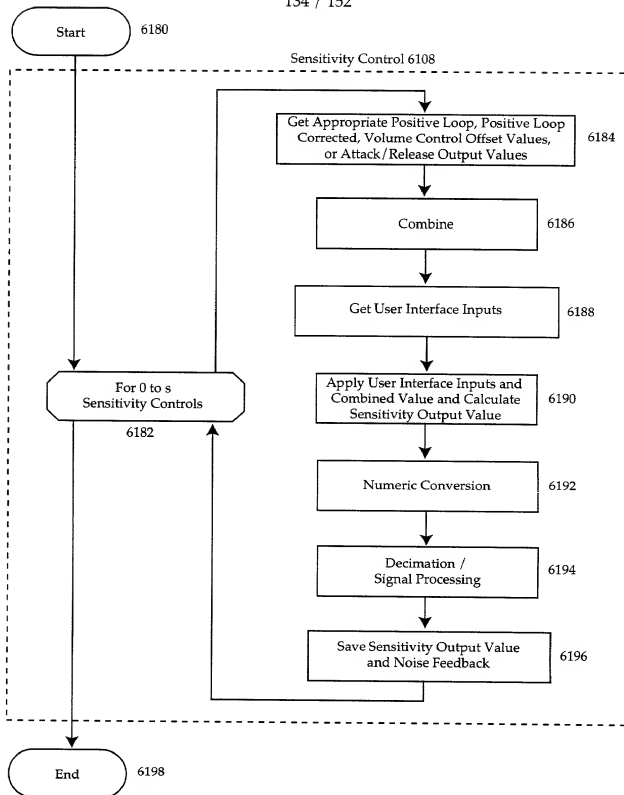 134 / 152
Start
6180
Sensitivity Control 6108
Get Appropriate Positive Loop, Positive Loop
Corrected, Volume Control Offset Values,
or Attack/Release Output Values
6184
Combine
6186
Get User Interface Inputs
6188
For 0 to s
Sensitivity Controls
6182
Apply User Interface Inputs and
Combined Value and Calculate
Sensitivity Output Value
6190
Numeric Conversion
6192
Decimation /
Signal Processing
6194
Save Sensitivity Output Value
and Noise Feedback
6196
End
6198